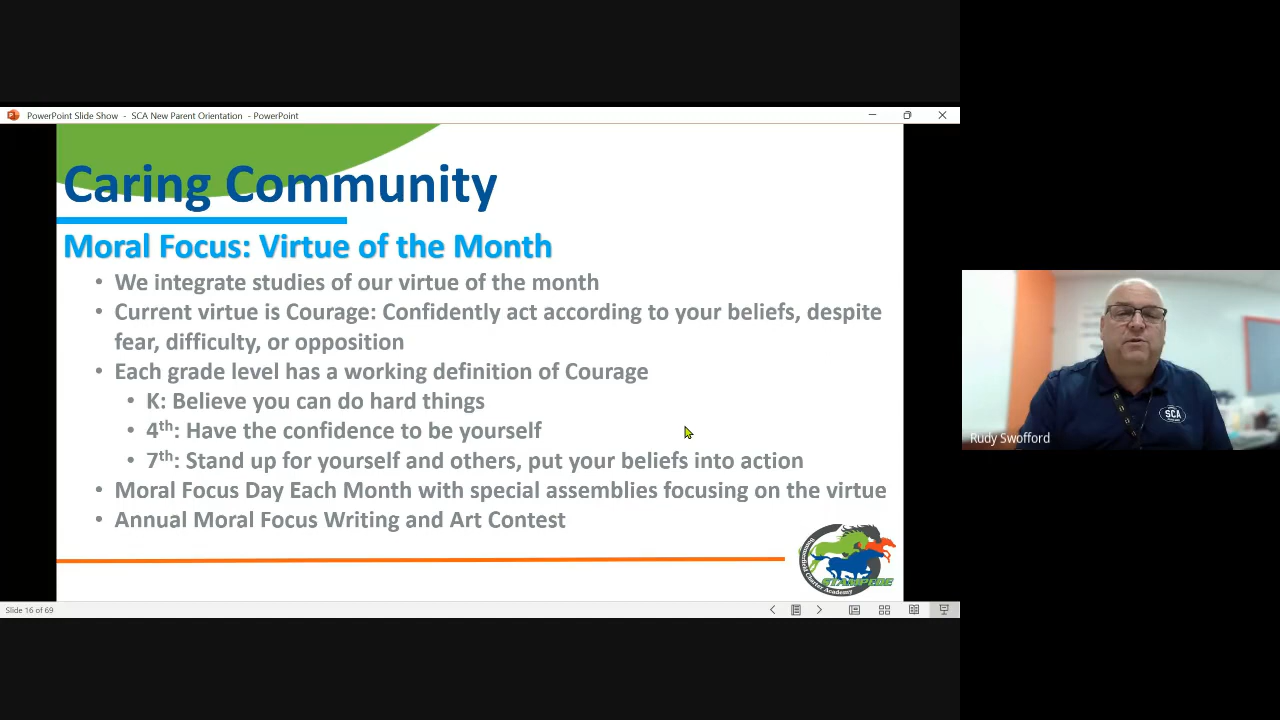 PowerPoint Slide Show - SCA New Parent Orientation - PowerPoint
Caring Community
Moral Focus: Virtue of the Month
• We integrate studies of our virtue of the month
• Current virtue is Courage: Confidently act according to your beliefs, despite
fear, difficulty, or opposition
• Each grade level has a working definition of Courage
• K: Believe you can do hard things
• 4th: Have the confidence to be yourself
• 7th: Stand up for yourself and others, put your beliefs into action
• Moral Focus Day Each Month with special assemblies focusing on the virtue
• Annual Moral Focus Writing and Art Contest
STAMPEDE
Charter Academy
Slide 16 of 69
SCA
Rudy Swofford